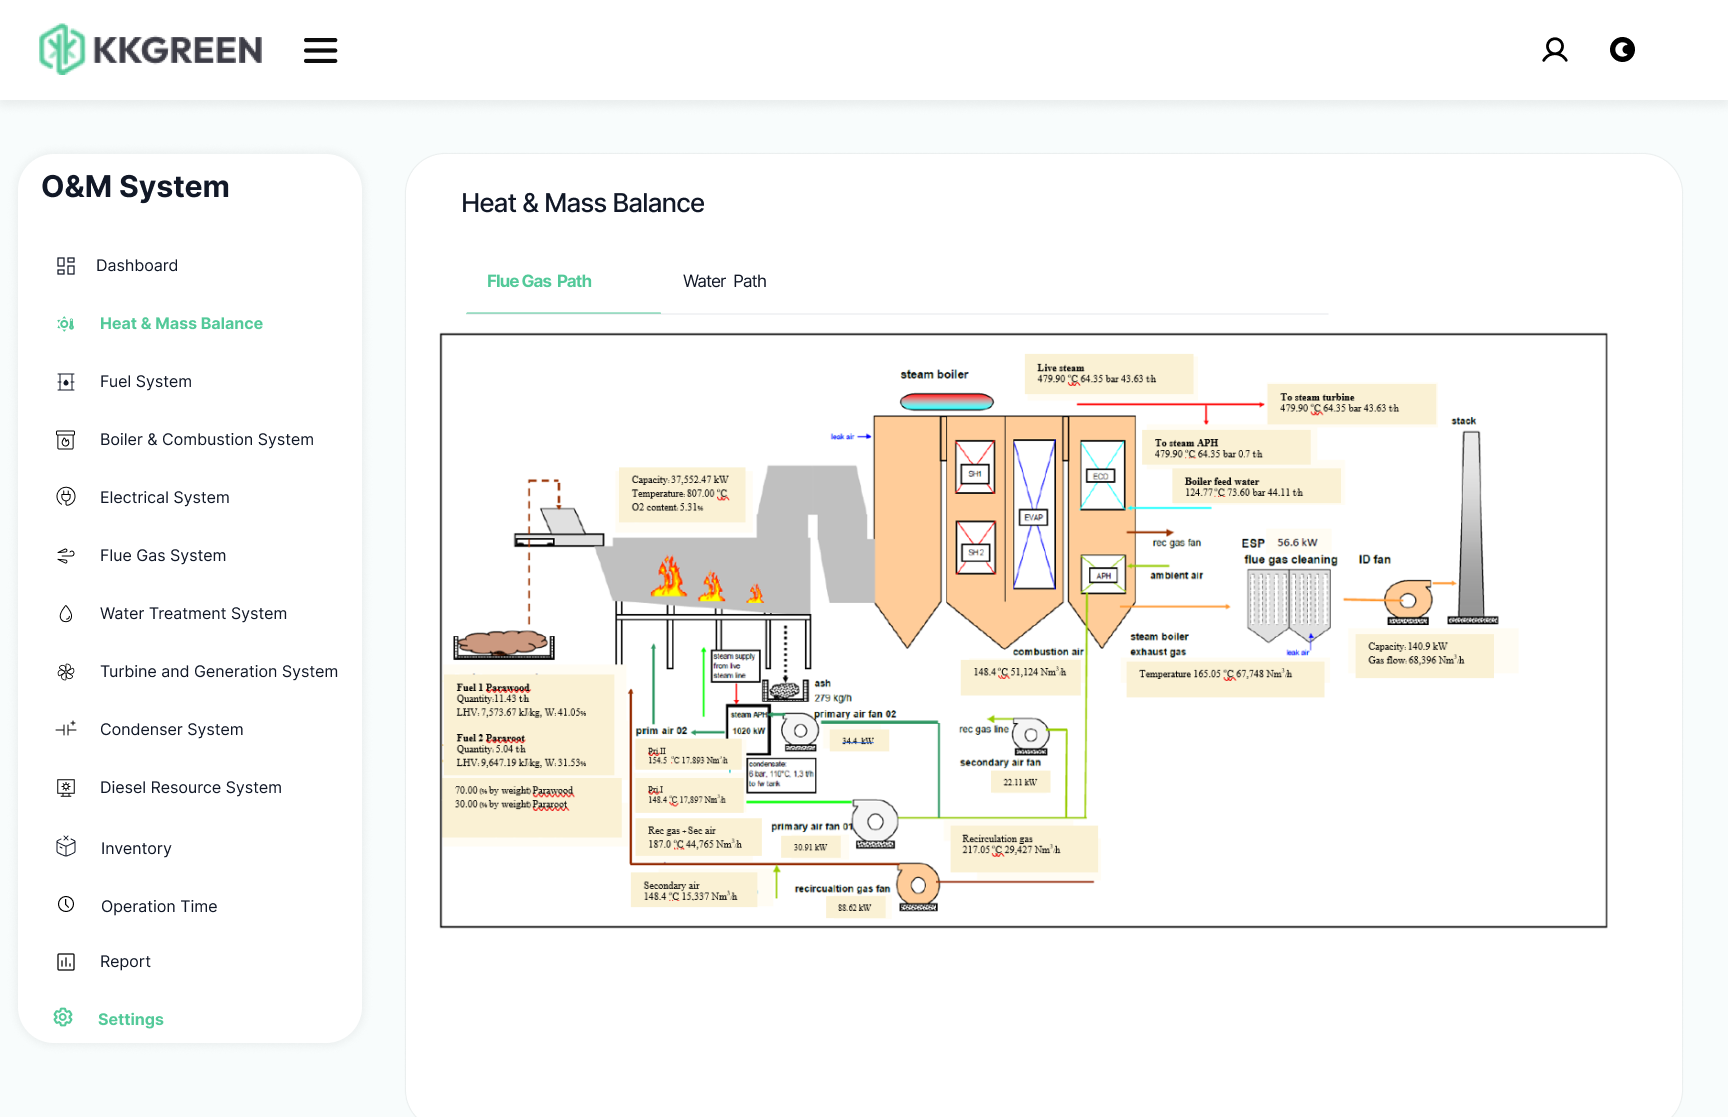 KKGREEN
O&M System
Dashboard
Heat & Mass Balance
Fuel System
Boiler & Combustion System
Electrical System
Flue Gas System
Water Treatment System
Turbine and Generation System
Condenser System
Diesel Resource System
Inventory
Operation Time
Report
Settings
Heat & Mass Balance
Flue Gas Path
Water Path
steam boiler
Live steam
479.90 °C 64.35 bar 43.63 t/h
To steam turbine
479.90 °C 64.35 bar 43.63 t/h
stack
leak air
To steam APH
479.90 °C 64.35 bar 0.7 t/h
Boiler feed water
124.77 °C 73.60 bar 44.11 t/h
Capacity: 37,552.47 kW
Temperature: 807.00 °C
O2 content: 5.31%
SH1
ECO
EVAP
SH2
APH
rec gas fan
ambient air
ESP 56.6 kW
flue gas cleaning
ID fan
steam boiler
exhaust gas
leak air
Capacity: 140.9 kW
Gas flow: 68,396 Nm³/h
combustion air
148.4 °C 51,124 Nm³/h
Temperature 165.05 °C 67,748 Nm³/h
steam supply
from live
steam line
ash
279 kg/h
Fuel 1 Parawood
Quantity:11.43 t/h
LHV: 7,573.67 kJ/kg, W: 41.05%
Fuel 2 Pararoot
Quantity: 5.04 t/h
LHV: 9,647.19 kJ/kg, W: 31.53%
70.00 (% by weight) Parawood
30.00 (% by weight) Pararoot
prim air 02
steam APH
1020 kW
primary air fan 02
34.4 kW
rec gas line
secondary air fan
22.11 kW
Pri.II
154.5 °C 17.893 Nm³/h
condensate:
6 bar, 110°C, 1,3 t/h
to fw tank
Pri.I
148.4 °C 17,897 Nm³/h
Rec gas + Sec air
187.0 °C 44,765 Nm³/h
primary air fan 01
30.91 kW
Recirculation gas
217.05 °C 29,427 Nm³/h
Secondary air
148.4 °C 15,337 Nm³/h
recircualtion gas fan
88.62 kW